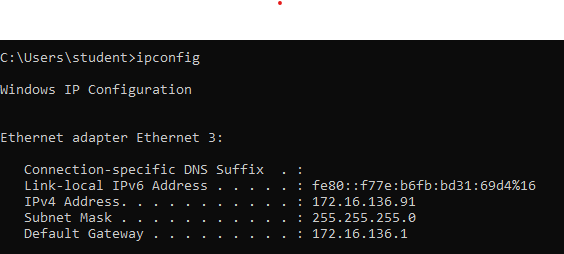 C:\Users\student>ipconfig
Windows IP Configuration
Ethernet adapter Ethernet 3:
Connection-specific DNS Suffix  . :
Link-local IPv6 Address . . . . . : fe80::f77e:b6fb:bd31:69d4%16
IPv4 Address. . . . . . . . . . . : 172.16.136.91
Subnet Mask . . . . . . . . . . . : 255.255.255.0
Default Gateway . . . . . . . . . : 172.16.136.1